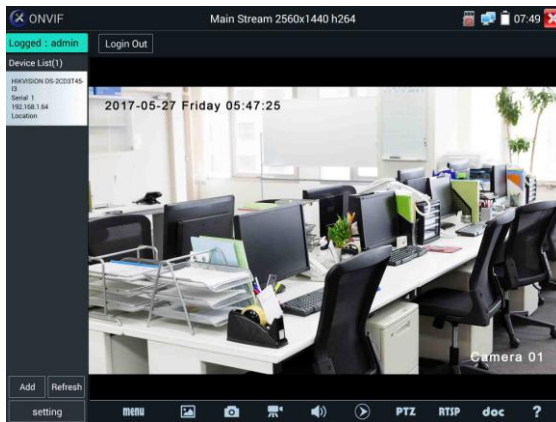 ONVIF
Main Stream 2560x1440 h264
07:49
Logged : admin
Login Out
Device List(1)
HIKVISION DS-2CD3T45-
I3
Serial 1
192.168.1.64
Location
2017-05-27 Friday 05:47:25
Camera 01
Add
Refresh
setting
menu
PTZ
RTSP
doc
?